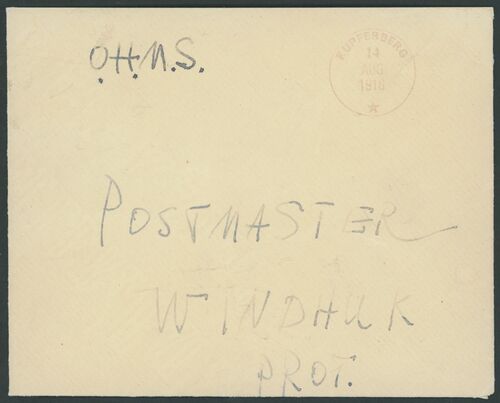 O.H.M.S.
KUPFERBERG
14
AUG
1916
POSTMASTER
WINDHUK
PROT.